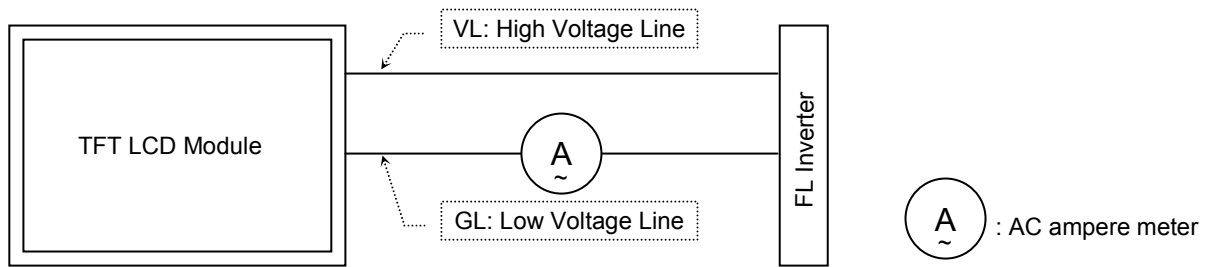 VL: High Voltage Line
TFT LCD Module
A
~
FL Inverter
GL: Low Voltage Line
A
~
: AC ampere meter